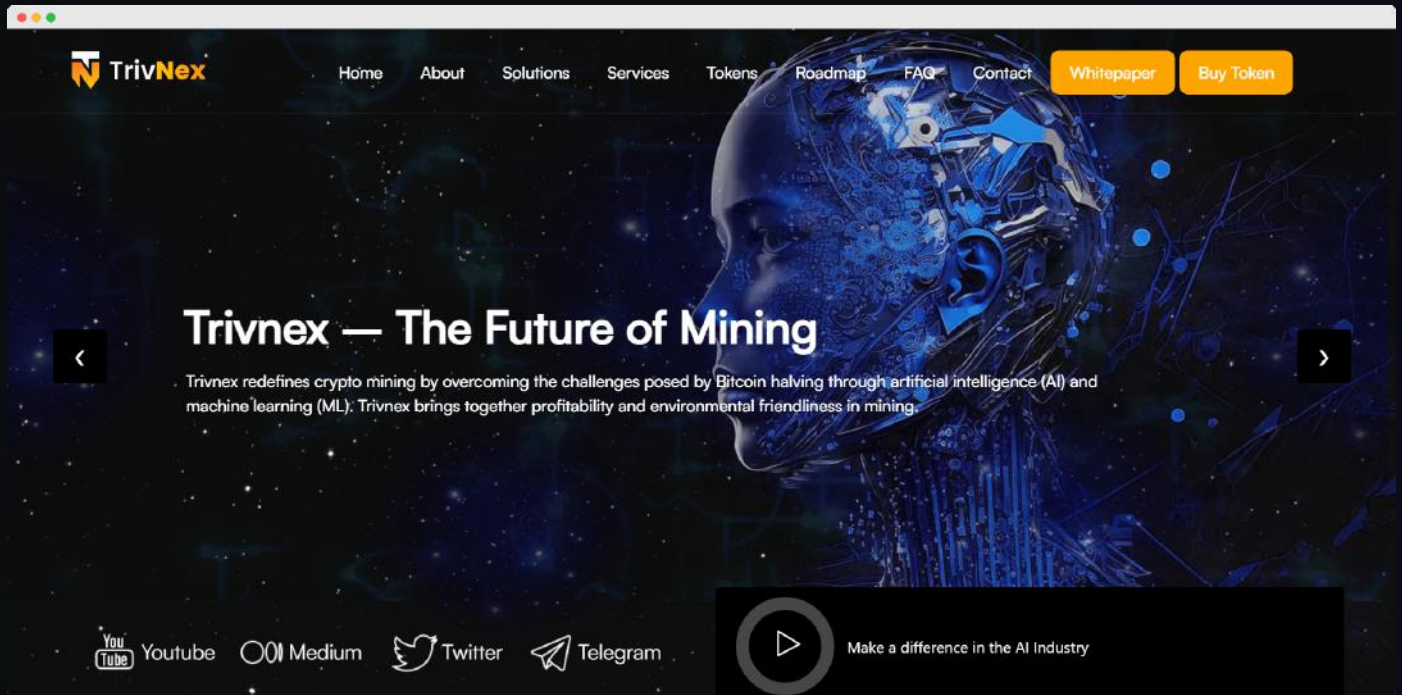 TrivNex
Home About Solutions Services Tokens Roadmap FAQ Contact Whitepaper Buy Token
Trivnex — The Future of Mining
Trivnex redefines crypto mining by overcoming the challenges posed by Bitcoin halving through artificial intelligence (AI) and
machine learning (ML). Trivnex brings together profitability and environmental friendliness in mining.
You
Tube Youtube Medium Twitter Telegram
Make a difference in the AI Industry